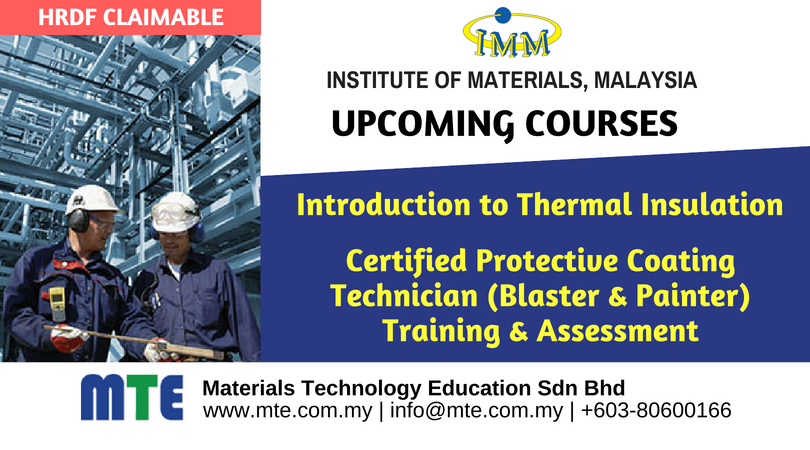 HRDF CLAIMABLE
IMM
INSTITUTE OF MATERIALS, MALAYSIA
UPCOMING COURSES
Introduction to Thermal Insulation
Certified Protective Coating
Technician (Blaster & Painter)
Training & Assessment
MTE
Materials Technology Education Sdn Bhd
www.mte.com.my | info@mte.com.my | +603-80600166